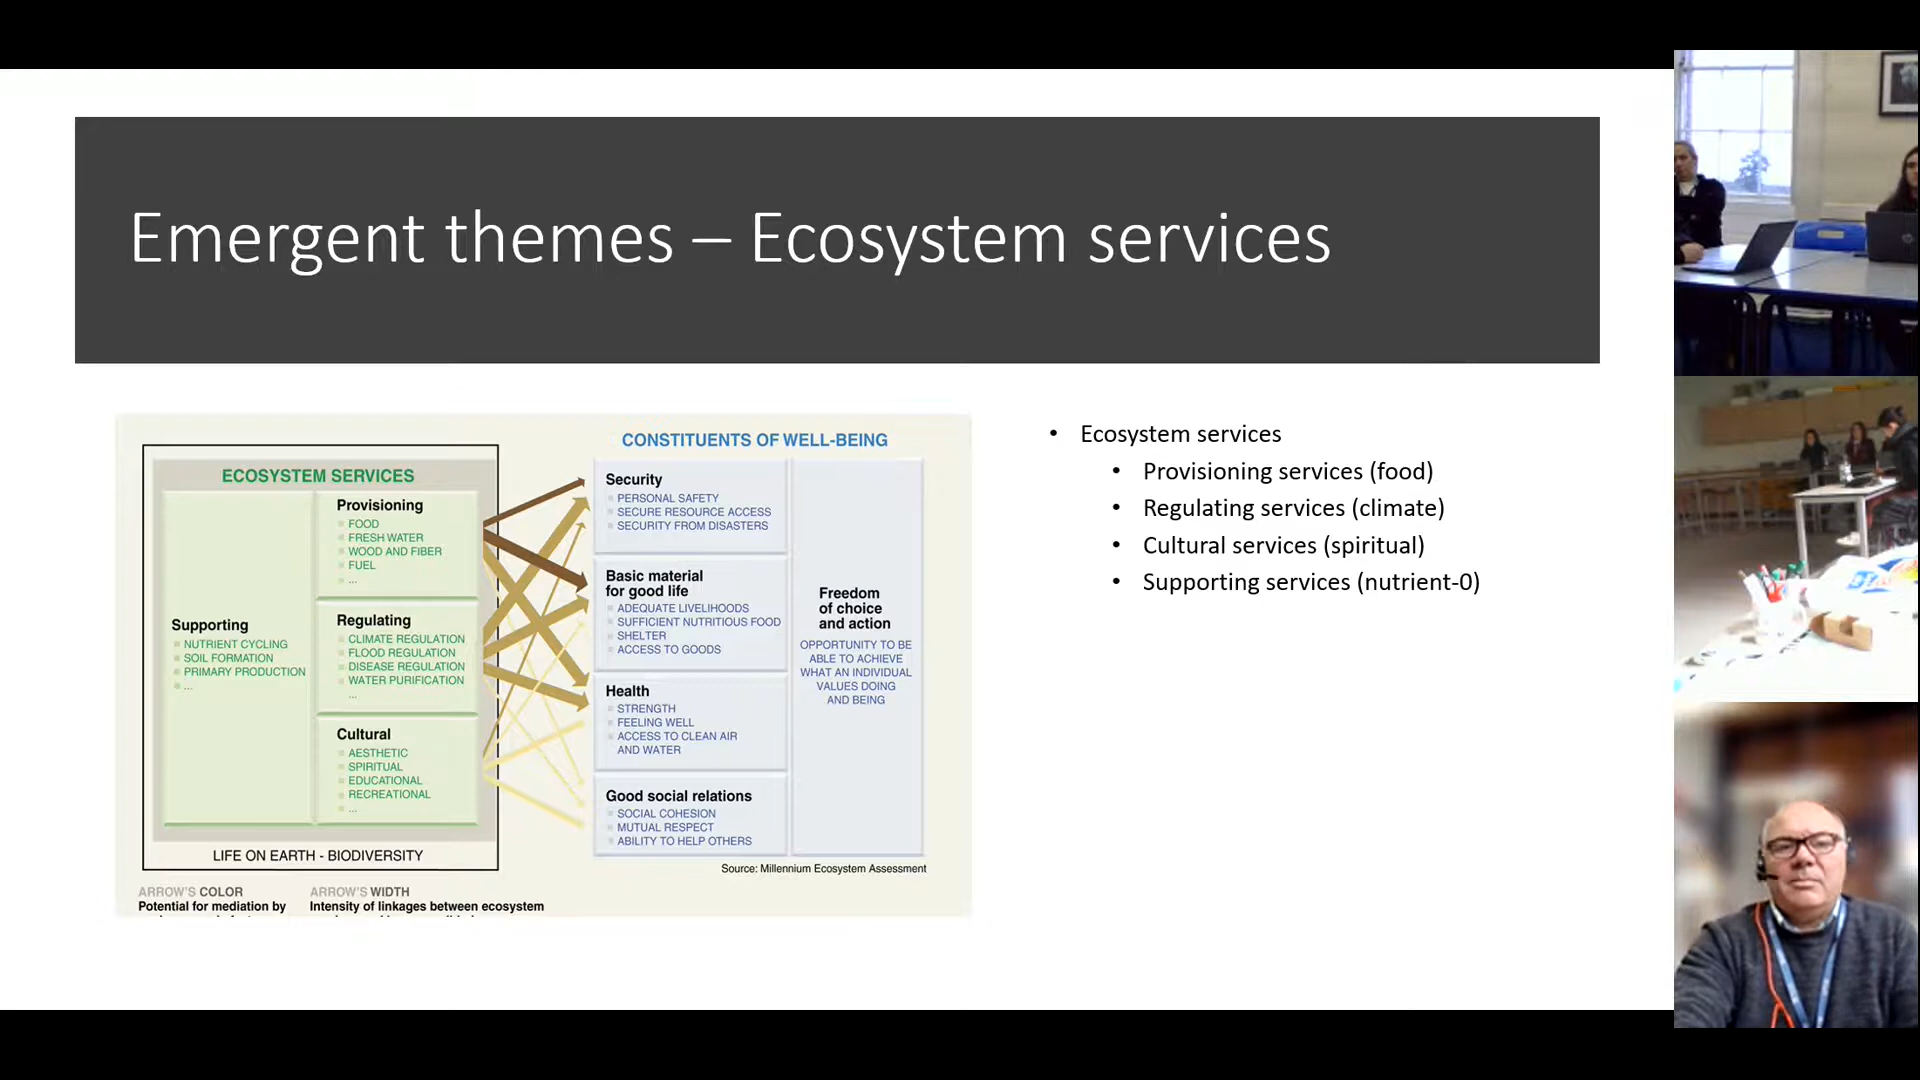 Emergent themes – Ecosystem services
ECOSYSTEM SERVICES
Supporting
NUTRIENT CYCLING
SOIL FORMATION
PRIMARY PRODUCTION
...
Provisioning
FOOD
FRESH WATER
WOOD AND FIBER
FUEL
...
Regulating
CLIMATE REGULATION
FLOOD REGULATION
DISEASE REGULATION
WATER PURIFICATION
...
Cultural
AESTHETIC
SPIRITUAL
EDUCATIONAL
RECREATIONAL
...
LIFE ON EARTH - BIODIVERSITY
CONSTITUENTS OF WELL-BEING
Security
PERSONAL SAFETY
SECURE RESOURCE ACCESS
SECURITY FROM DISASTERS
Basic material
for good life
ADEQUATE LIVELIHOODS
SUFFICIENT NUTRITIOUS FOOD
SHELTER
ACCESS TO GOODS
Health
STRENGTH
FEELING WELL
ACCESS TO CLEAN AIR
AND WATER
Good social relations
SOCIAL COHESION
MUTUAL RESPECT
ABILITY TO HELP OTHERS
Freedom
of choice
and action
OPPORTUNITY TO BE
ABLE TO ACHIEVE
WHAT AN INDIVIDUAL
VALUES DOING
AND BEING
Source: Millennium Ecosystem Assessment
ARROW'S COLOR
Potential for mediation by
ARROW'S WIDTH
Intensity of linkages between ecosystem
• Ecosystem services
• Provisioning services (food)
• Regulating services (climate)
• Cultural services (spiritual)
• Supporting services (nutrient-0)